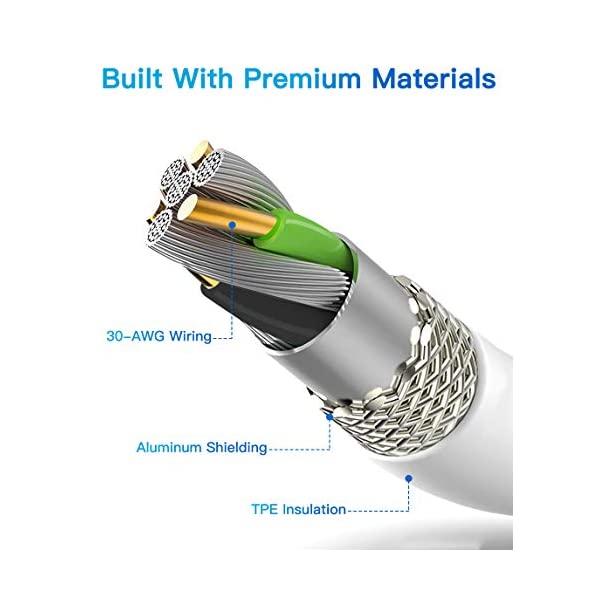 Built With Premium Materials
30-AWG Wiring
Aluminum Shielding
TPE Insulation